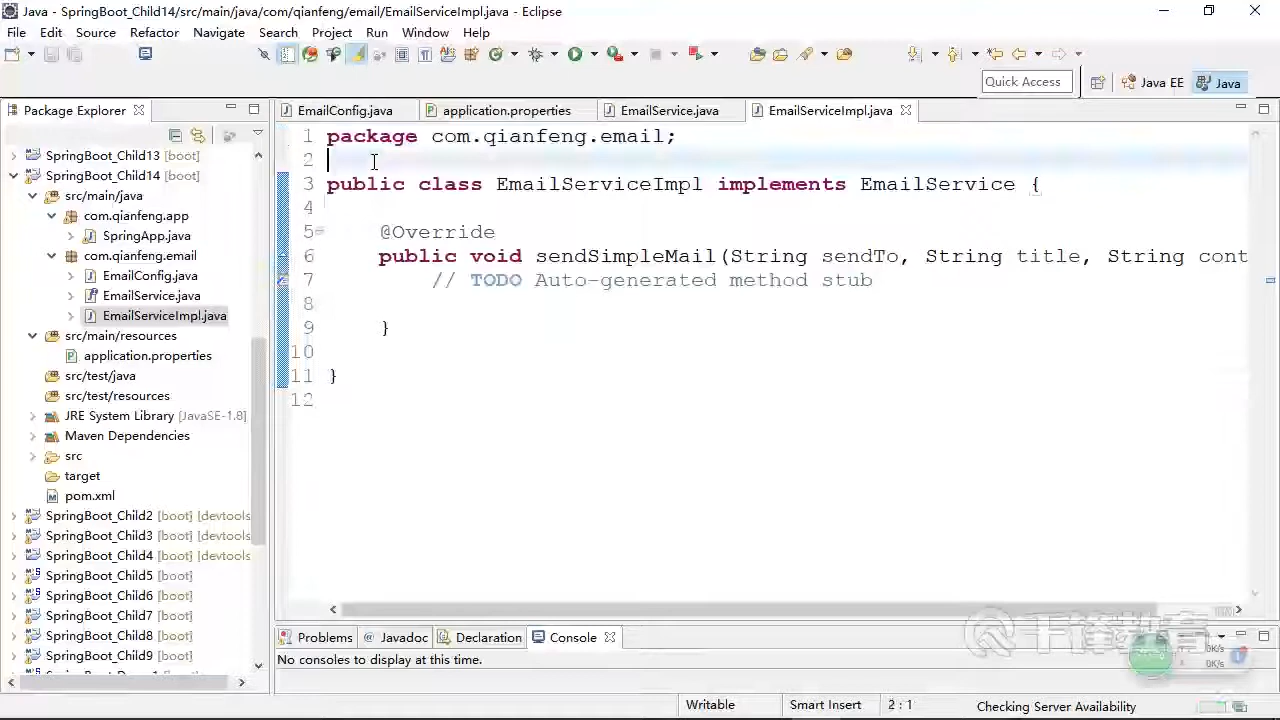 Java - SpringBoot_Child14/src/main/java/com/qianfeng/email/EmailServiceImpl.java - Eclipse
File Edit Source Refactor Navigate Search Project Run Window Help
Quick Access
Java EE
Java
Package Explorer
EmailConfig.java
application.properties
EmailService.java
EmailServiceImpl.java
SpringBoot_Child13 [boot]
SpringBoot_Child14 [boot]
src/main/java
com.qianfeng.app
SpringApp.java
com.qianfeng.email
EmailConfig.java
EmailService.java
EmailServiceImpl.java
src/main/resources
application.properties
src/test/java
src/test/resources
JRE System Library [JavaSE-1.8]
Maven Dependencies
src
target
pom.xml
SpringBoot_Child2 [boot] [devtools
SpringBoot_Child3 [boot] [devtools
SpringBoot_Child4 [boot] [devtools
SpringBoot_Child5 [boot]
SpringBoot_Child6 [boot]
SpringBoot_Child7 [boot]
SpringBoot_Child8 [boot]
SpringBoot_Child9 [boot]
1 package com.qianfeng.email;
2
3 public class EmailServiceImpl implements EmailService {
4
5 @Override
6 public void sendSimpleMail(String sendTo, String title, String cont
7 // TODO Auto-generated method stub
8
9 }
10
11 }
12
Problems
Javadoc
Declaration
Console
No consoles to display at this time.
千锋教育
0K/s
0K/s
Writable
Smart Insert
2 : 1
Checking Server Availability